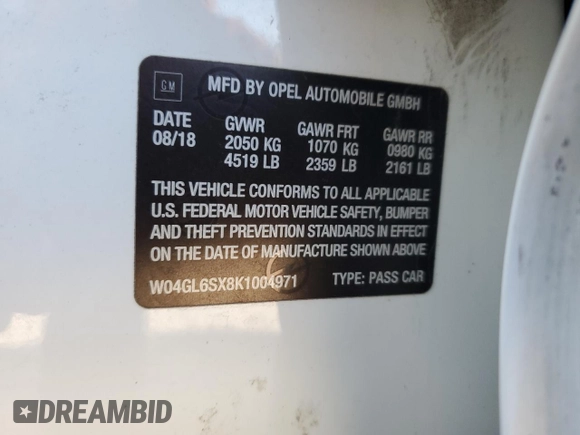 GM
MFD BY OPEL AUTOMOBILE GMBH
DATE GVWR GAWR FRT GAWR RR
08/18 2050 KG 1070 KG 0980 KG
4519 LB 2359 LB 2161 LB
THIS VEHICLE CONFORMS TO ALL APPLICABLE
U.S. FEDERAL MOTOR VEHICLE SAFETY, BUMPER
AND THEFT PREVENTION STANDARDS IN EFFECT
ON THE DATE OF MANUFACTURE SHOWN ABOVE
W04GL6SX8K1004971 TYPE: PASS CAR
DREAMBID